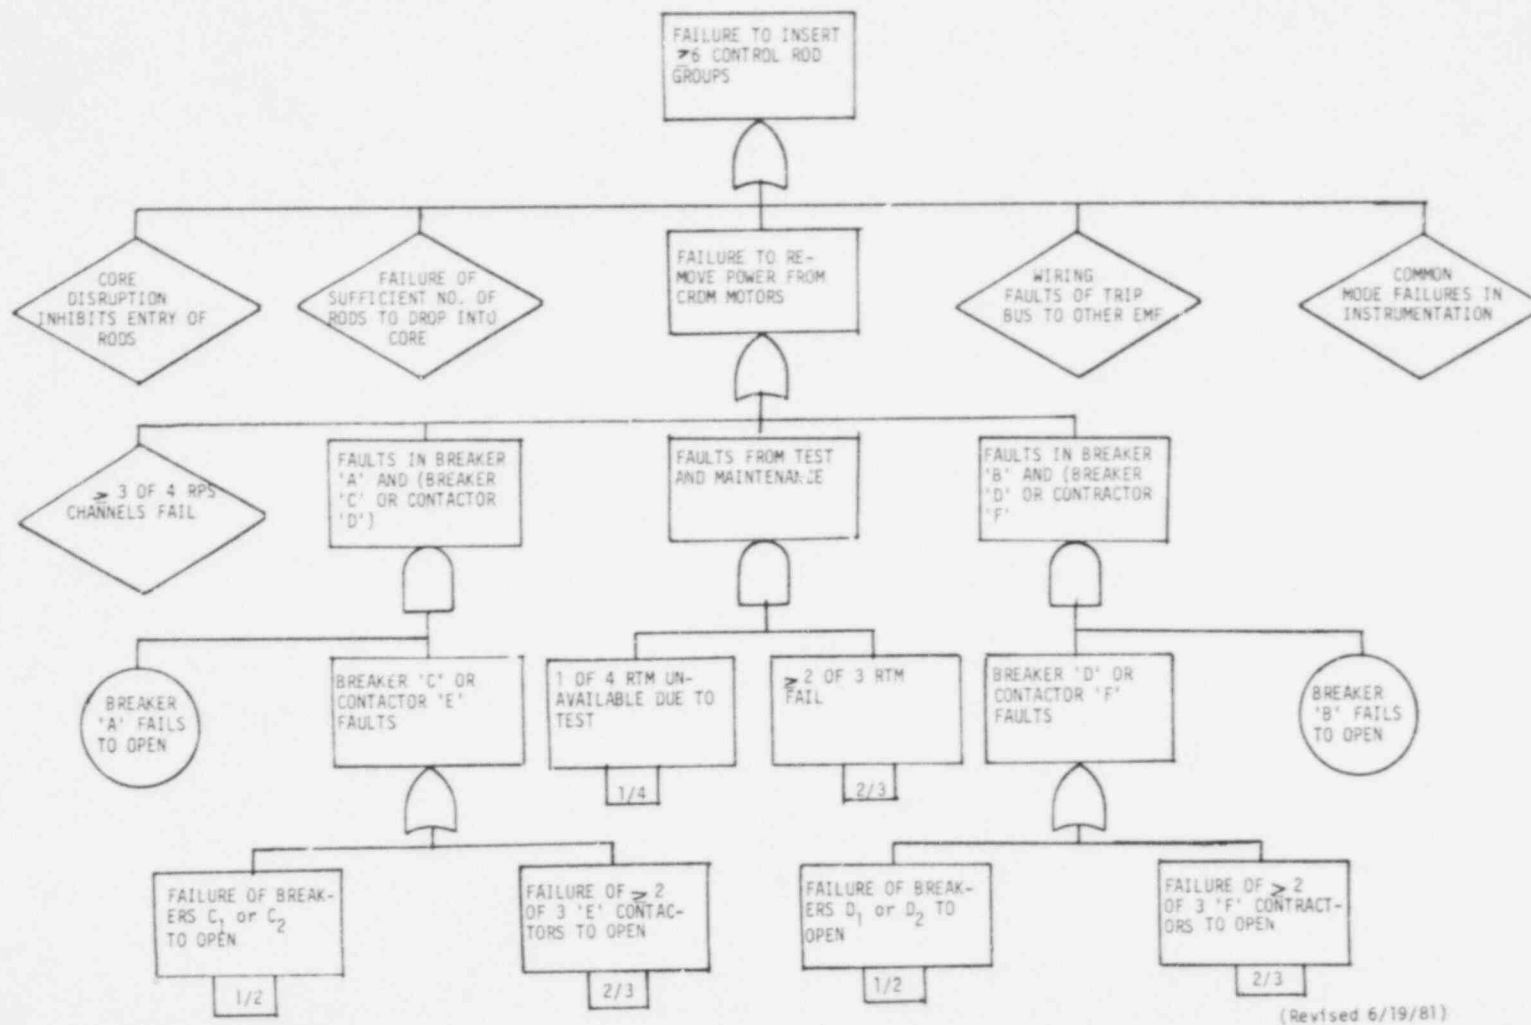 FAILURE TO INSERT
≥6 CONTROL ROD
GROUPS
CORE
DISRUPTION
INHIBITS ENTRY OF
RODS
FAILURE OF
SUFFICIENT NO. OF
RODS TO DROP INTO
CORE
FAILURE TO RE-
MOVE POWER FROM
CRDM MOTORS
WIRING
FAULTS OF TRIP
BUS TO OTHER EMF
COMMON
MODE FAILURES IN
INSTRUMENTATION
≥ 3 OF 4 RPS
CHANNELS FAIL
FAULTS IN BREAKER
'A' AND (BREAKER
'C' OR CONTACTOR
'D')
FAULTS FROM TEST
AND MAINTENANCE
FAULTS IN BREAKER
'B' AND (BREAKER
'D' OR CONTRACTOR
'F'
BREAKER
'A' FAILS
TO OPEN
BREAKER 'C' OR
CONTACTOR 'E'
FAULTS
1 OF 4 RTM UN-
AVAILABLE DUE TO
TEST
1/4
≥ 2 OF 3 RTM
FAIL
2/3
BREAKER 'D' OR
CONTACTOR 'F'
FAULTS
BREAKER
'B' FAILS
TO OPEN
FAILURE OF BREAK-
ERS C1 or C2
TO OPEN
1/2
FAILURE OF ≥ 2
OF 3 'E' CONTAC-
TORS TO OPEN
2/3
FAILURE OF BREAK-
ERS D1 or D2 TO
OPEN
1/2
FAILURE OF ≥ 2
OF 3 'F' CONTRACT-
ORS TO OPEN
2/3
(Revised 6/19/81)